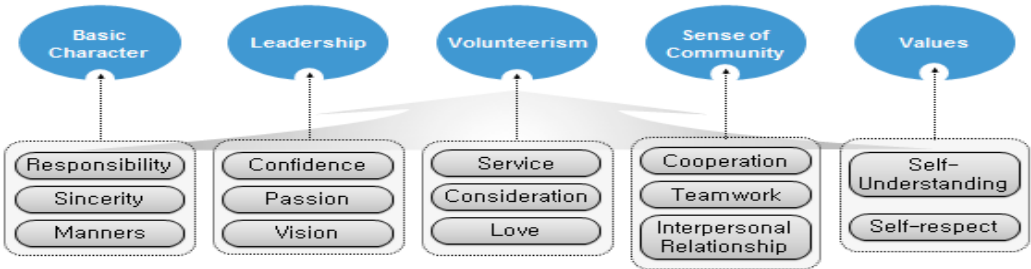 Basic
Character
Leadership
Volunteerism
Sense of
Community
Values
Responsibility
Sincerity
Manners
Confidence
Passion
Vision
Service
Consideration
Love
Cooperation
Teamwork
Interpersonal
Relationship
Self-
Understanding
Self-respect